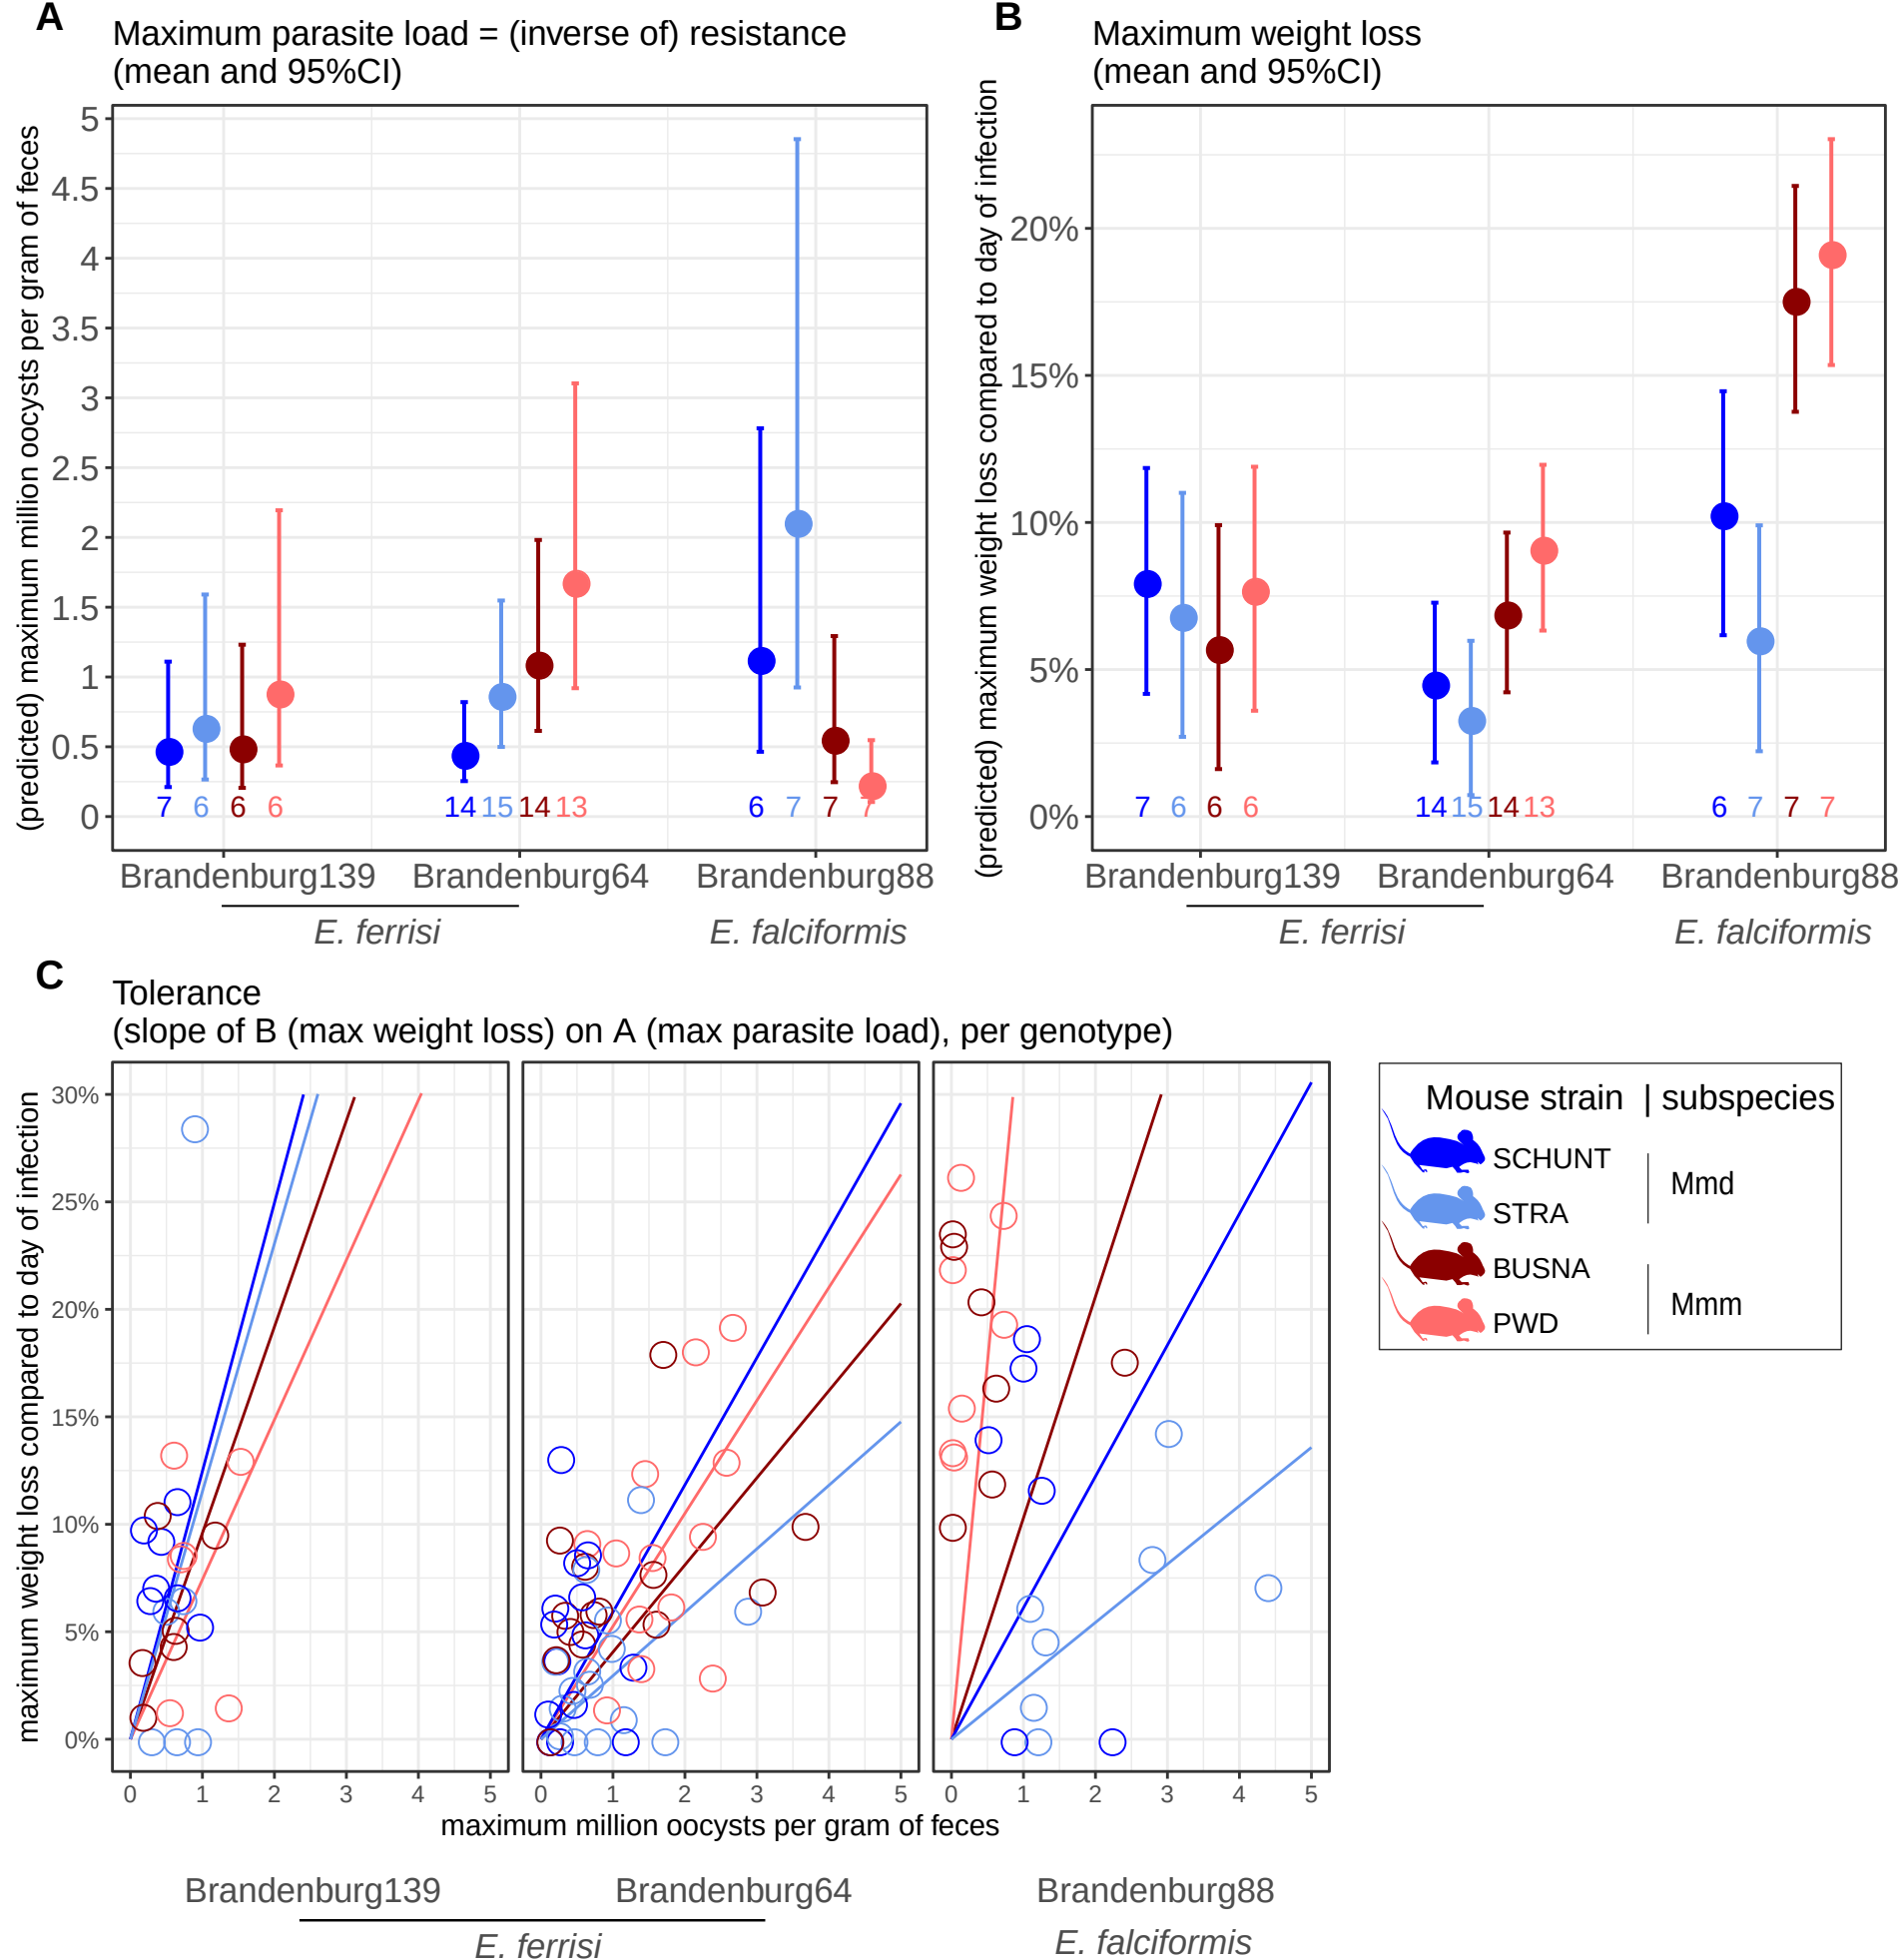 A
Maximum parasite load = (inverse of) resistance
(mean and 95%CI)
(predicted) maximum million oocysts per gram of feces
5
4.5
4
3.5
3
2.5
2
1.5
1
0.5
0
7 6 6 6 14 15 14 13 6 7 7 7
Brandenburg139 Brandenburg64 Brandenburg88
E. ferrisi E. falciformis
B
Maximum weight loss
(mean and 95%CI)
(predicted) maximum weight loss compared to day of infection
20%
15%
10%
5%
0%
7 6 6 6 14 15 14 13 6 7 7 7
Brandenburg139 Brandenburg64 Brandenburg88
E. ferrisi E. falciformis
C
Tolerance
(slope of B (max weight loss) on A (max parasite load), per genotype)
maximum weight loss compared to day of infection
30%
25%
20%
15%
10%
5%
0%
0 1 2 3 4 5 0 1 2 3 4 5 0 1 2 3 4 5
maximum million oocysts per gram of feces
Brandenburg139 Brandenburg64 Brandenburg88
E. ferrisi E. falciformis
Mouse strain | subspecies
SCHUNT
Mmd
STRA
BUSNA
Mmm
PWD